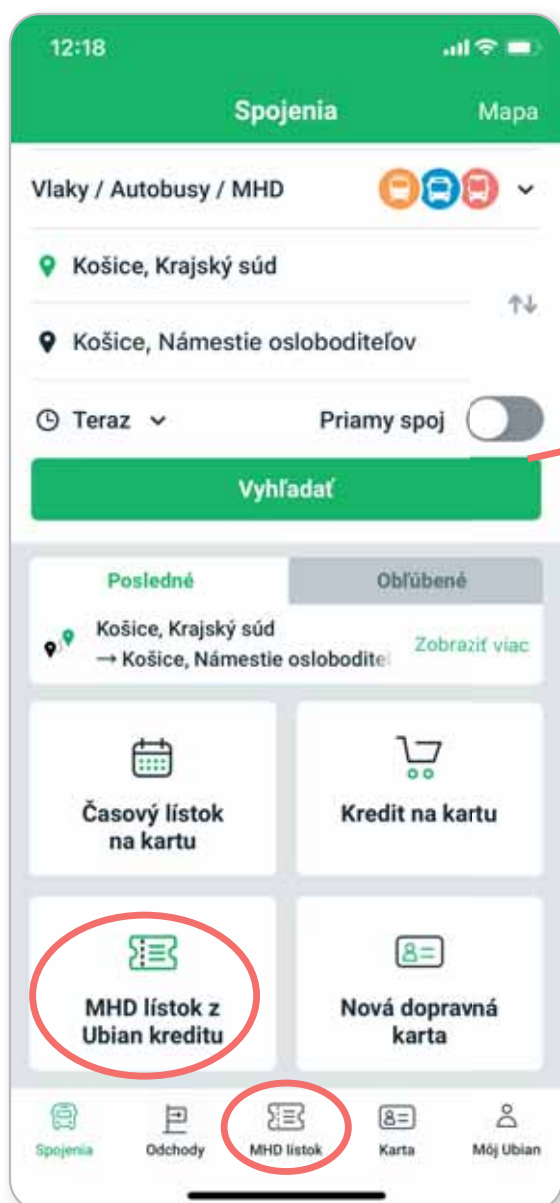 12:18
Spojenia
Mapa
Vlaky / Autobusy / MHD
Košice, Krajský súd
Košice, Námestie osloboditeľov
Teraz
Priamy spoj
Vyhľadať
Posledné
Obľúbené
Košice, Krajský súd
→ Košice, Námestie osloboditeľ
Zobraziť viac
Časový lístok
na kartu
Kredit na kartu
MHD lístok z
Ubian kreditu
Nová dopravná
karta
Spojenia
Odchody
MHD lístok
Karta
Môj Ubian